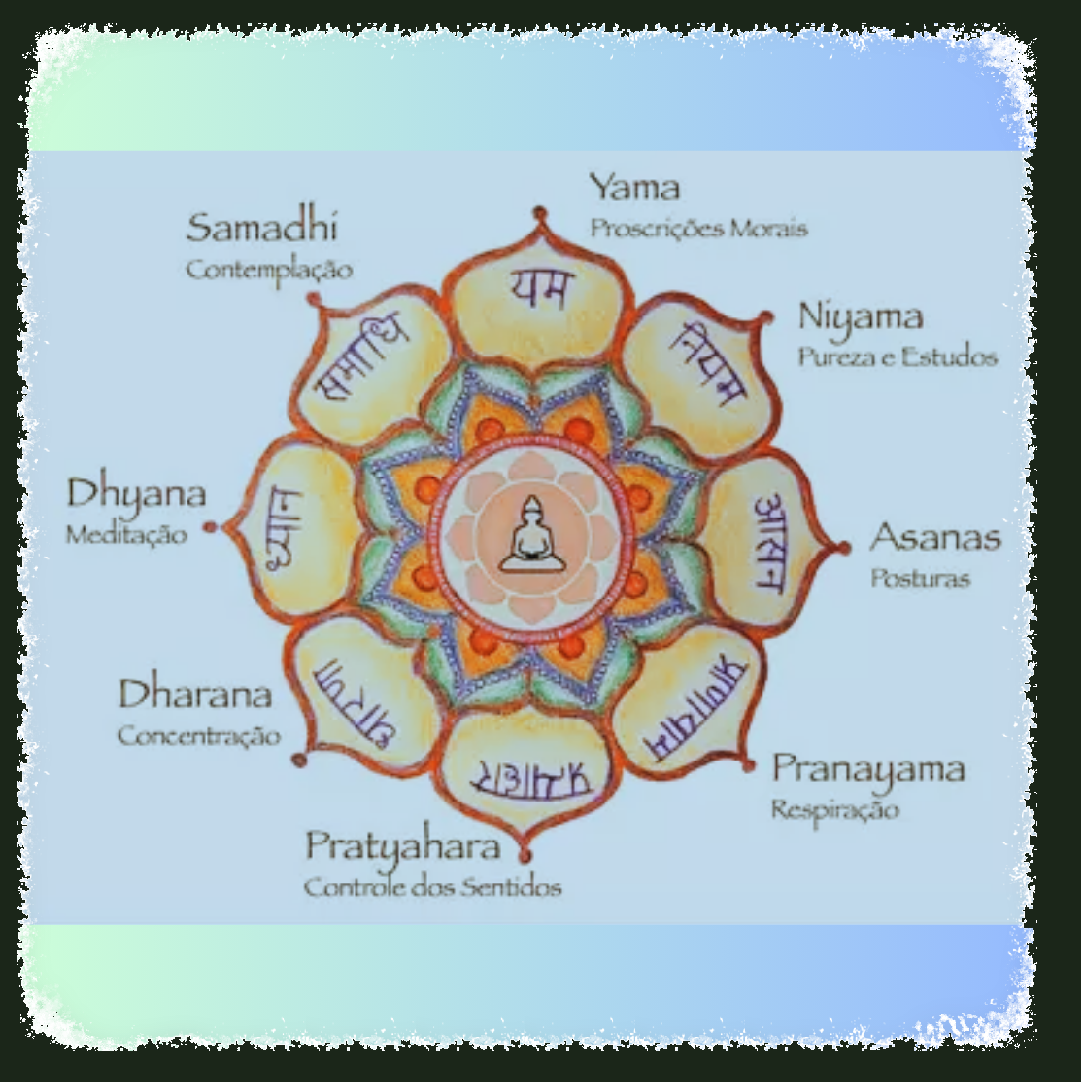 Yama
Proscrições Morais
यम
Niyama
Pureza e Estudos
नियम
Asanas
Posturas
आसन
Pranayama
Respiração
प्राणायाम
Pratyahara
Controle dos Sentidos
प्रत्याहार
Dharana
Concentração
धारणा
Dhyana
Meditação
ध्यान
Samadhi
Contemplação
समाधि